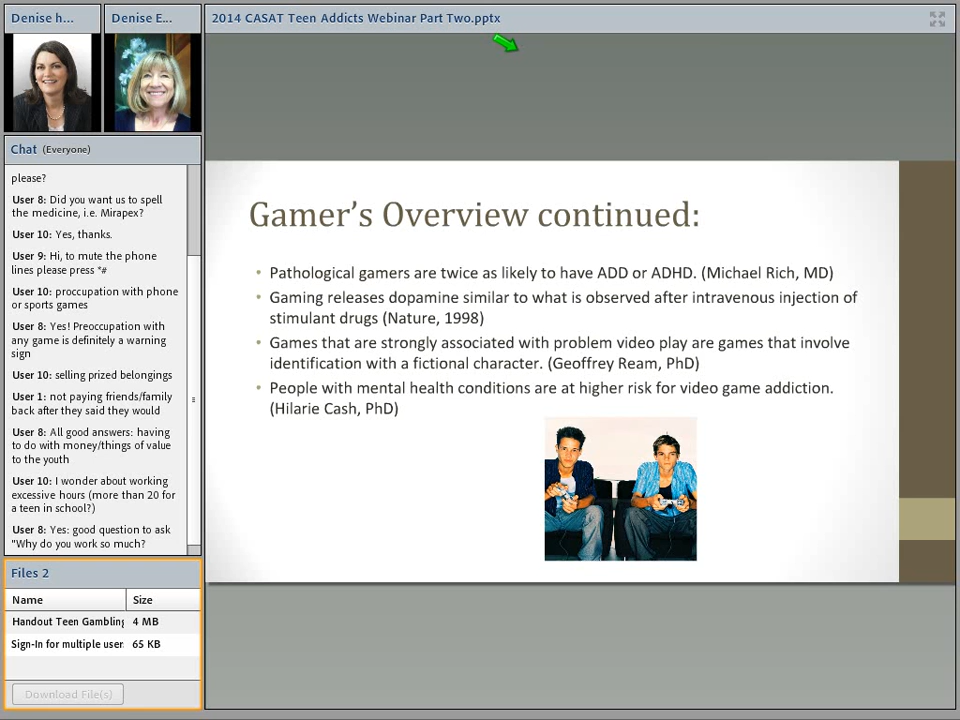 Denise h...
Denise E...
2014 CASAT Teen Addicts Webinar Part Two.pptx
Chat (Everyone)
please?
User 8: Did you want us to spell
the medicine, i.e. Mirapex?
User 10: Yes, thanks.
User 9: Hi, to mute the phone
lines please press *#
User 10: proccupation with phone
or sports games
User 8: Yes! Preoccupation with
any game is definitely a warning
sign
User 10: selling prized belongings
User 1: not paying friends/family
back after they said they would
User 8: All good answers: having
to do with money/things of value
to the youth
User 10: I wonder about working
excessive hours (more than 20 for
a teen in school?)
User 8: Yes: good question to ask
"Why do you work so much?
Files 2
Name Size
Handout Teen Gambling 4 MB
Sign-In for multiple user 65 KB
Download File(s)
Gamer's Overview continued:
• Pathological gamers are twice as likely to have ADD or ADHD. (Michael Rich, MD)
• Gaming releases dopamine similar to what is observed after intravenous injection of
stimulant drugs (Nature, 1998)
• Games that are strongly associated with problem video play are games that involve
identification with a fictional character. (Geoffrey Ream, PhD)
• People with mental health conditions are at higher risk for video game addiction.
(Hilarie Cash, PhD)